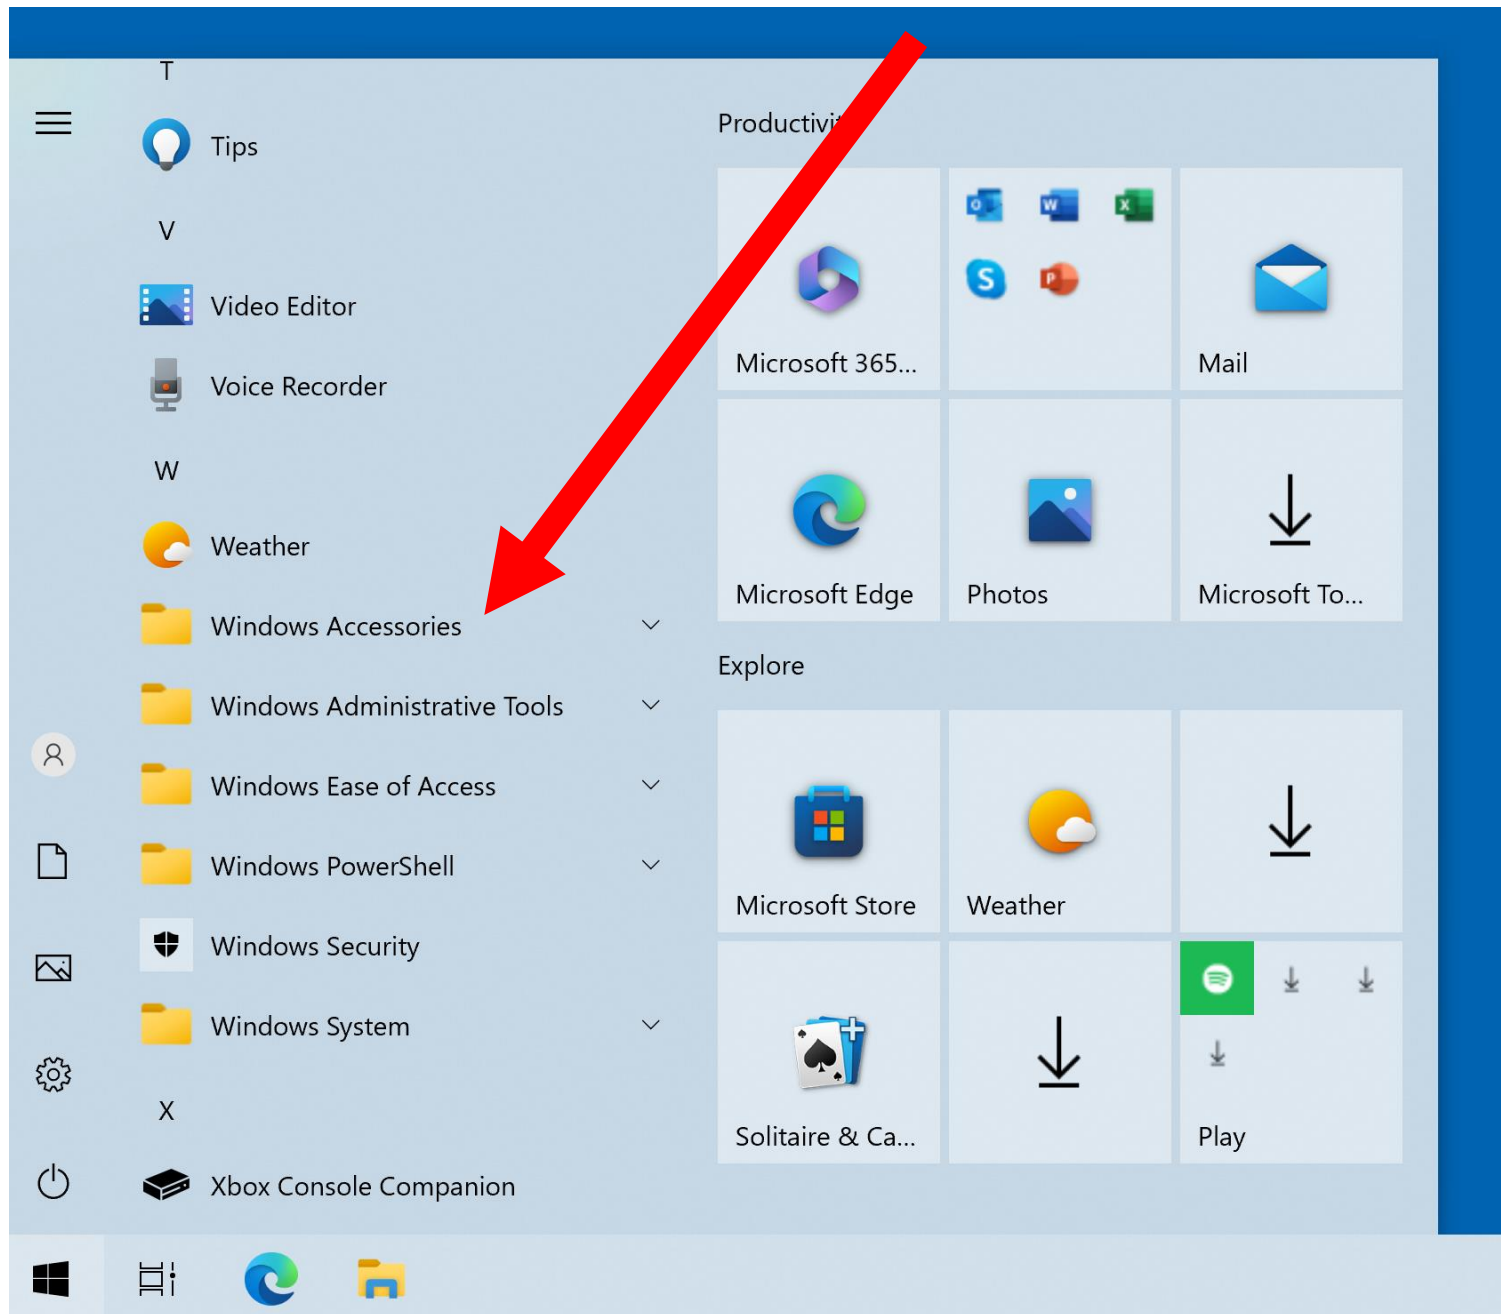 T
Tips
V
Video Editor
Voice Recorder
W
Weather
Windows Accessories
Windows Administrative Tools
Windows Ease of Access
Windows PowerShell
Windows Security
Windows System
X
Xbox Console Companion
Microsoft 365...
Mail
Microsoft Edge
Photos
Microsoft To...
Explore
Microsoft Store
Weather
Solitaire & Ca...
Play